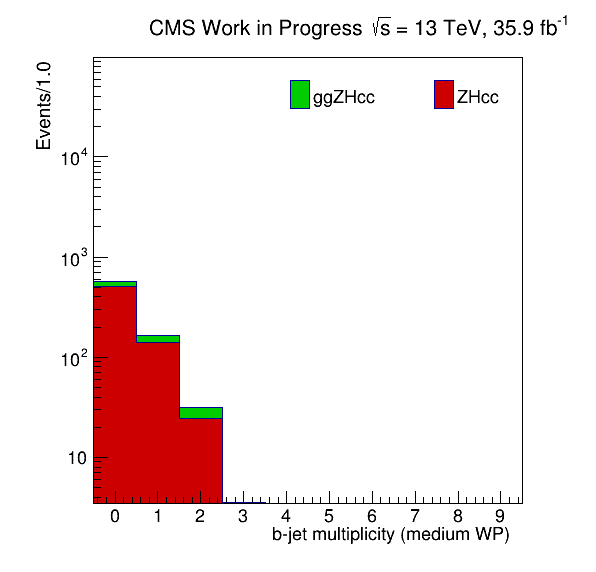 CMS Work in Progress √s = 13 TeV, 35.9 fb⁻¹
Events/1.0
ggZHcc
ZHcc
10⁴
10³
10²
10
0 1 2 3 4 5 6 7 8 9
b-jet multiplicity (medium WP)